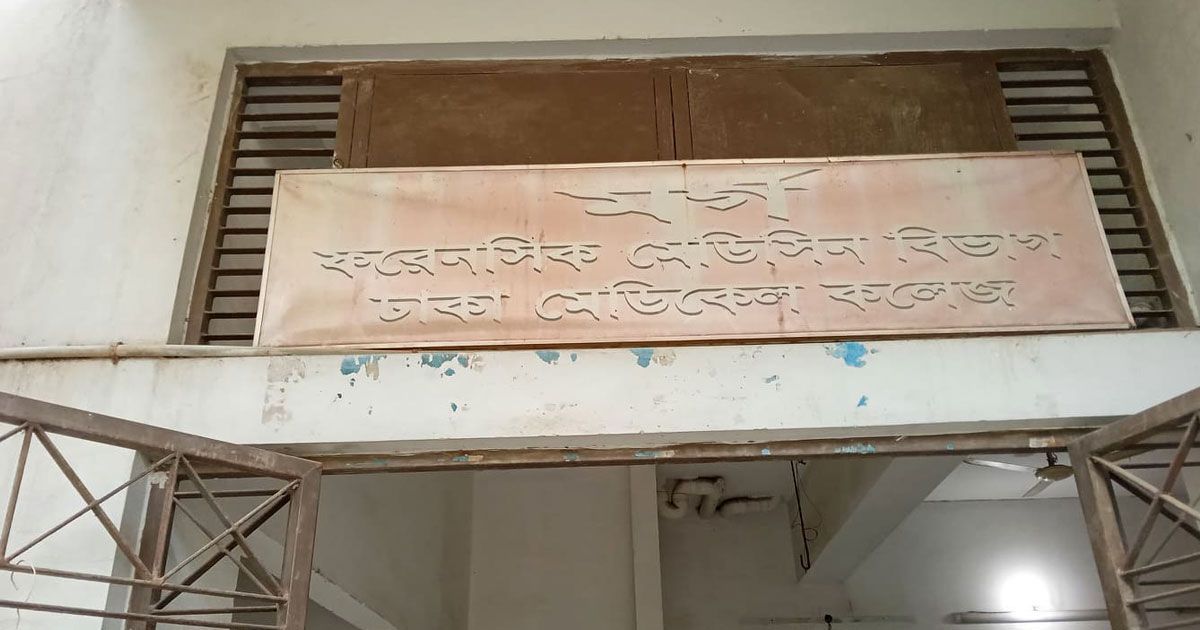 মর্গ
ফরেনসিক মেডিসিন বিভাগ
ঢাকা মেডিকেল কলেজ